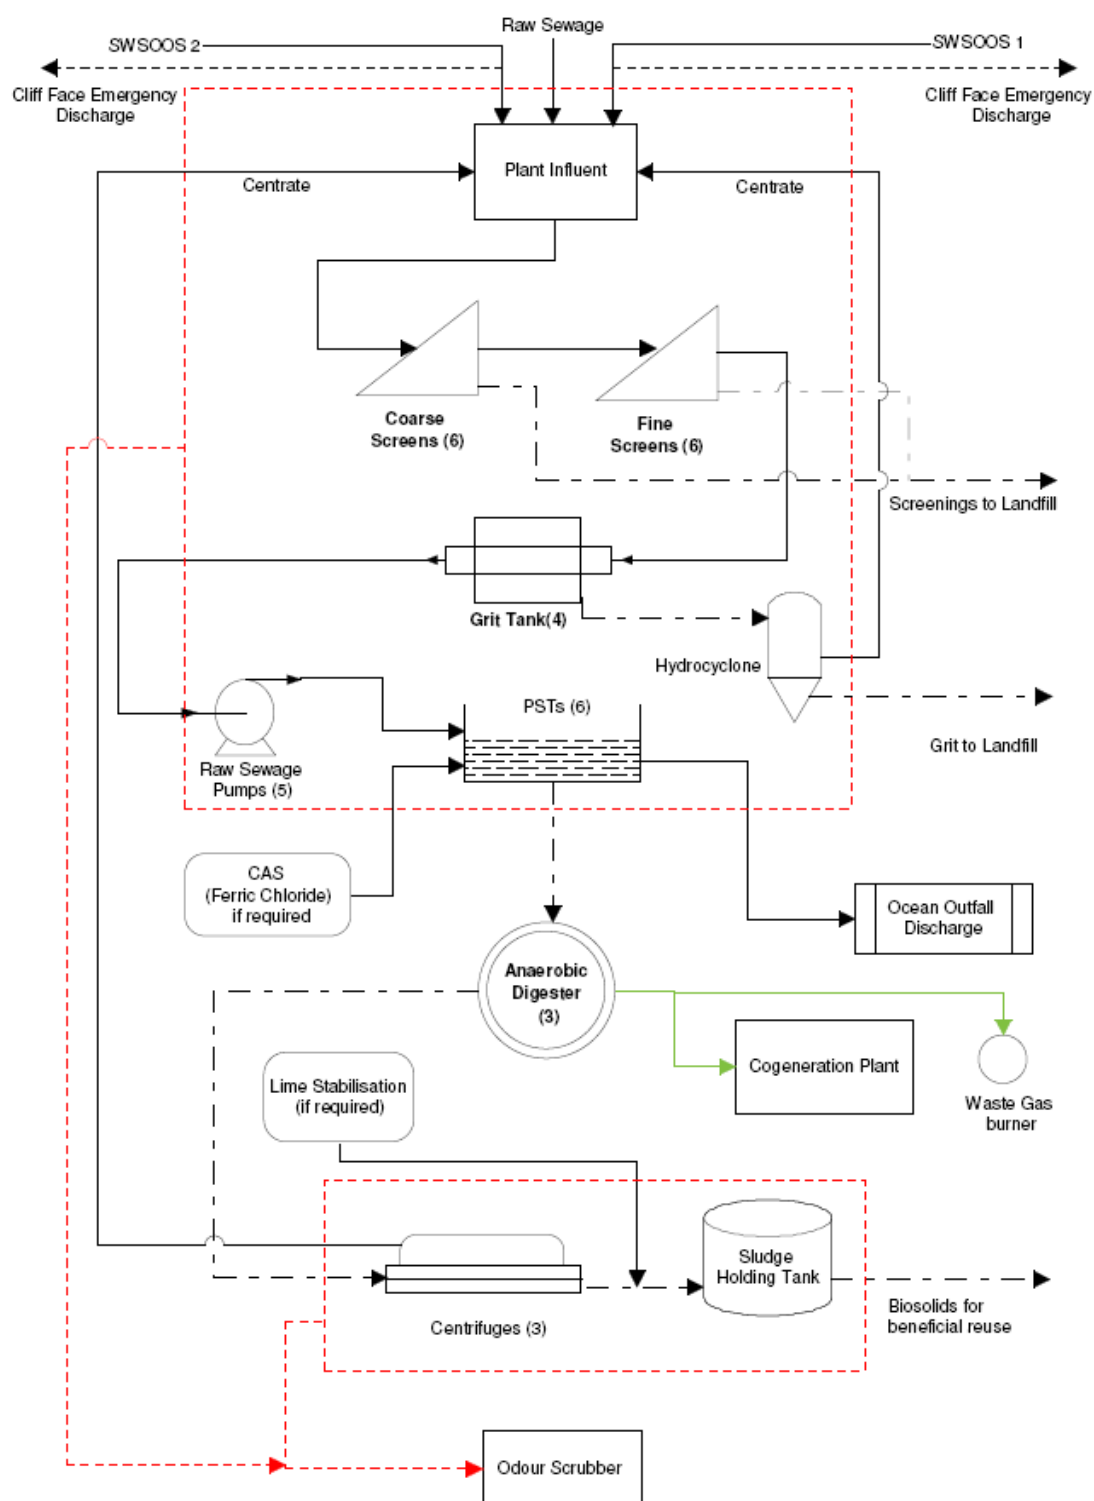 Raw Sewage
SWSOOS 2
SWSOOS 1
Cliff Face Emergency
Discharge
Cliff Face Emergency
Discharge
Plant Influent
Centrate
Centrate
Coarse
Screens (6)
Fine
Screens (6)
Screenings to Landfill
Grit Tank(4)
Hydrocyclone
PSTs (6)
Grit to Landfill
Raw Sewage
Pumps (5)
CAS
(Ferric Chloride)
if required
Ocean Outfall
Discharge
Anaerobic
Digester
(3)
Cogeneration Plant
Lime Stabilisation
(if required)
Waste Gas
burner
Sludge
Holding Tank
Biosolids for
beneficial reuse
Centrifuges (3)
Odour Scrubber